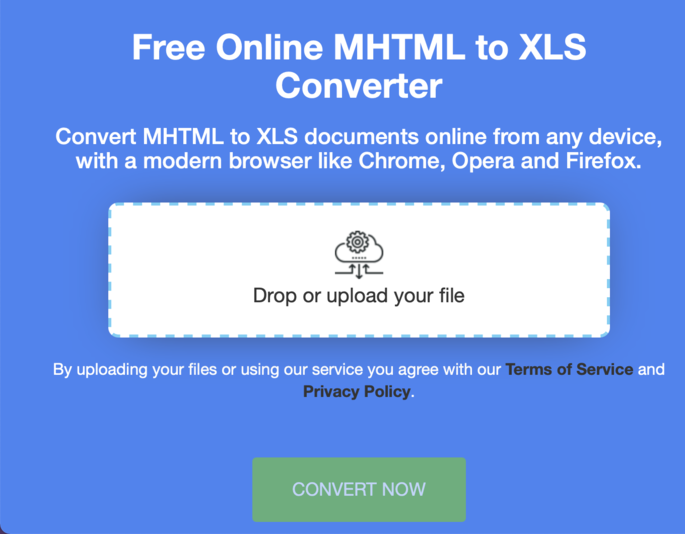 Free Online MHTML to XLS
Converter
Convert MHTML to XLS documents online from any device,
with a modern browser like Chrome, Opera and Firefox.
Drop or upload your file
By uploading your files or using our service you agree with our Terms of Service and
Privacy Policy.
CONVERT NOW